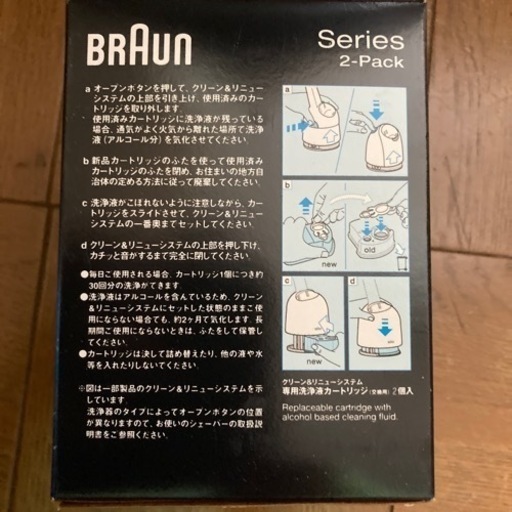 BRAUN
Series
2-Pack
a オープンボタンを押して、クリーン&リニュー
システムの上部を引き上げ、使用済みのカー
トリッジを取り外します。
使用済みカートリッジに洗浄液が残っている
場合、通気がよく火気から離れた場所で洗浄
液(アルコール分)を気化させてください。
b 新品カートリッジのふたを使って使用済み
カートリッジのふたを閉め、お住まいの地方自
治体の定める方法に従って廃棄してください。
c 洗浄液がこぼれないように注意しながら、カー
トリッジをスライドさせて、クリーン&リニュー
システムの一番奥までセットしてください。
d クリーン&リニューシステムの上部を押し下げ、
カチッと音がするまで完全に閉じてください。
●毎日ご使用される場合、カートリッジ1個につき約
30回分の洗浄ができます
●洗浄液はアルコールを含んでいるため、クリーン
&リニューシステムにセットした状態のままご使
用にならない場合でも、約2ヶ月で気化します。長
期間ご使用にならないときは、ふたをして保管し
てください。
●カートリッジは決して詰め替えたり、他の液や水
等を入れたりしないでください。
※図は一部製品のクリーン&リニューシステムを示
しています。
洗浄器のタイプによってオープンボタンの位置
が異なりますので、お使いのシェーバーの取扱説
明書をご参照ください。
a
b
new
old
c
d
new
クリーン&リニューシステム
専用洗浄液カートリッジ(交換用)2個入
Replaceable cartridge with
alcohol based cleaning fluid.